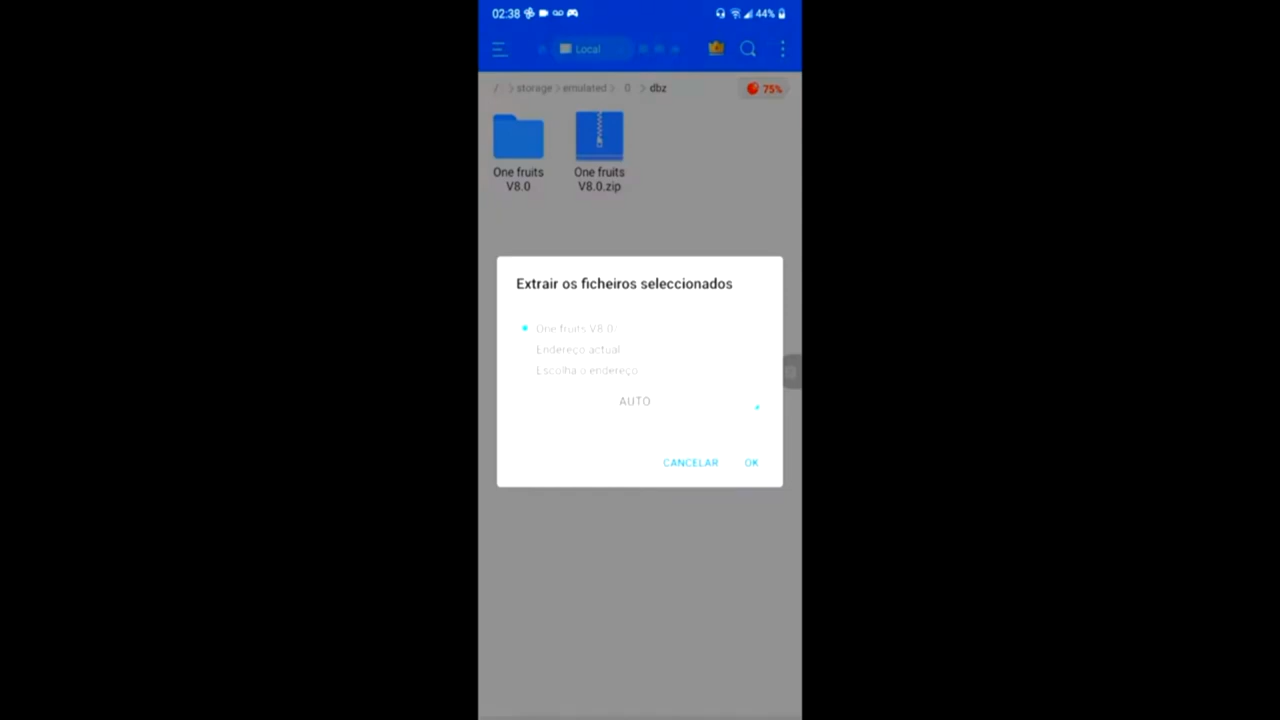 02:38 44%
Local
/ > storage > emulated > 0 > dbz 75%
One fruits V8.0
One fruits V8.0.zip
Extrair os ficheiros seleccionados
One fruits V8.0/
Endereço actual
Escolha o endereço
AUTO
CANCELAR OK